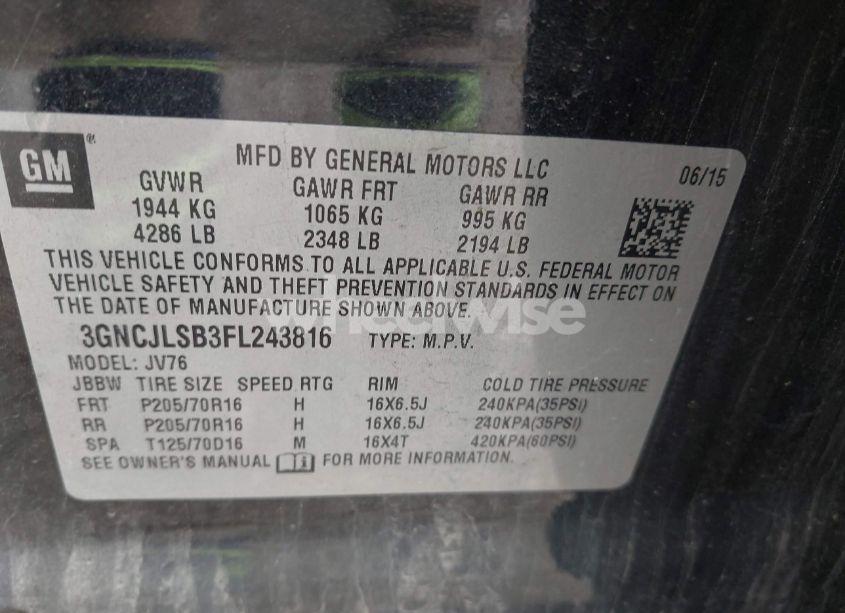 GM®
MFD BY GENERAL MOTORS LLC 06/15
GVWR GAWR FRT GAWR RR
1944 KG 1065 KG 995 KG
4286 LB 2348 LB 2194 LB
THIS VEHICLE CONFORMS TO ALL APPLICABLE U.S. FEDERAL MOTOR
VEHICLE SAFETY AND THEFT PREVENTION STANDARDS IN EFFECT ON
THE DATE OF MANUFACTURE SHOWN ABOVE.
3GNCJLSB3FL243816 TYPE: M.P.V.
MODEL: JV76
JBBW TIRE SIZE SPEED RTG RIM COLD TIRE PRESSURE
FRT P205/70R16 H 16X6.5J 240KPA(35PSI)
RR P205/70R16 H 16X6.5J 240KPA(35PSI)
SPA T125/70D16 M 16X4T 420KPA(60PSI)
SEE OWNER'S MANUAL i FOR MORE INFORMATION.